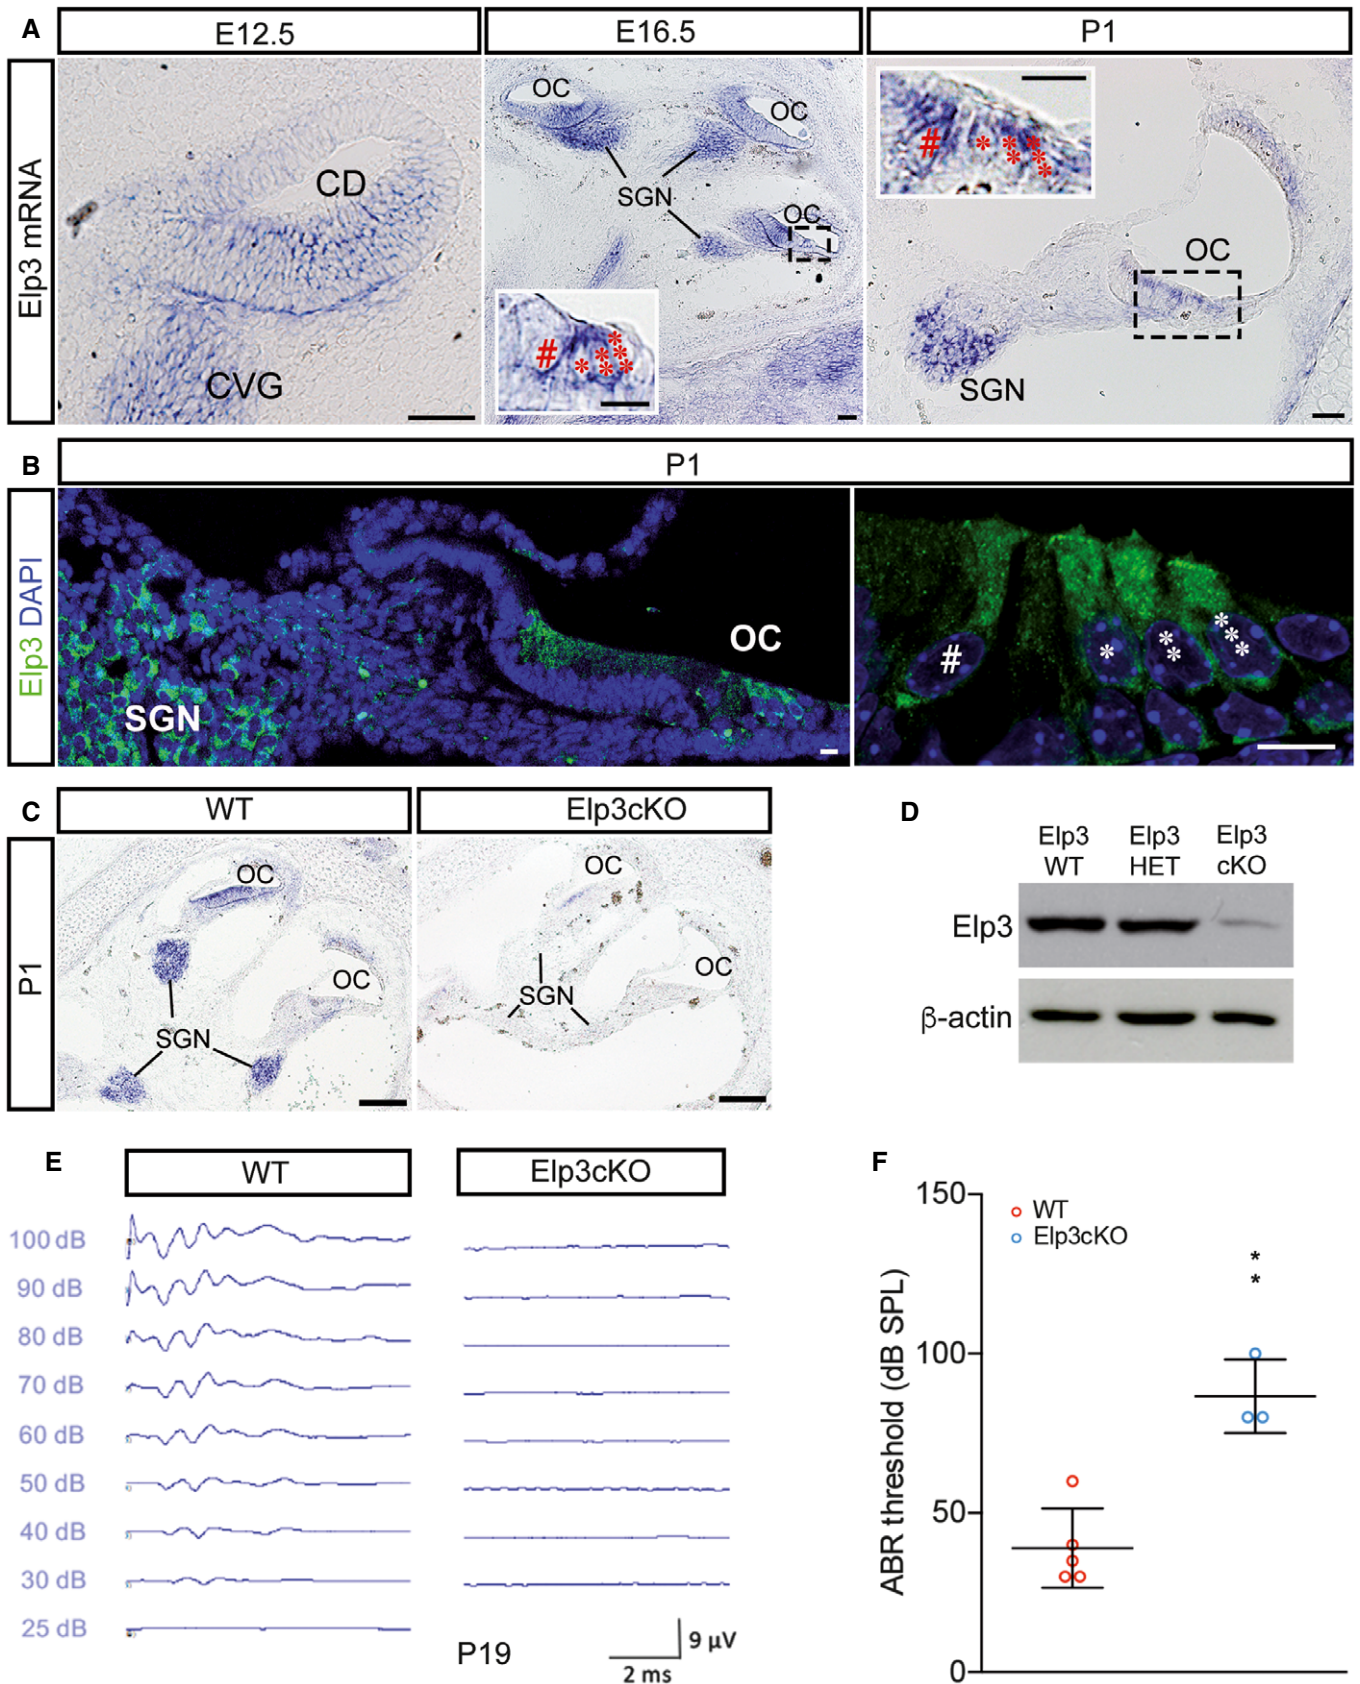 A
E12.5
E16.5
P1
Elp3 mRNA
CD
CVG
OC
OC
SGN
OC
#
*
**
***
#
*
**
***
OC
SGN
B
P1
Elp3 DAPI
SGN
OC
#
*
**
***
C
WT
Elp3cKO
P1
OC
OC
SGN
OC
OC
SGN
D
Elp3 WT
Elp3 HET
Elp3 cKO
Elp3
β-actin
E
WT
Elp3cKO
100 dB
90 dB
80 dB
70 dB
60 dB
50 dB
40 dB
30 dB
25 dB
P19
9 µV
2 ms
F
ABR threshold (dB SPL)
150
100
50
0
WT
Elp3cKO
*
*